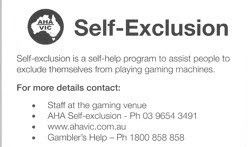 AHA
VIC
Self-Exclusion
Self-exclusion is a self-help program to assist people to
exclude themselves from playing gaming machines.
For more details contact:
• Staff at the gaming venue
• AHA Self-exclusion - Ph 03 9654 3491
• www.ahavic.com.au
• Gambler's Help – Ph 1800 858 858